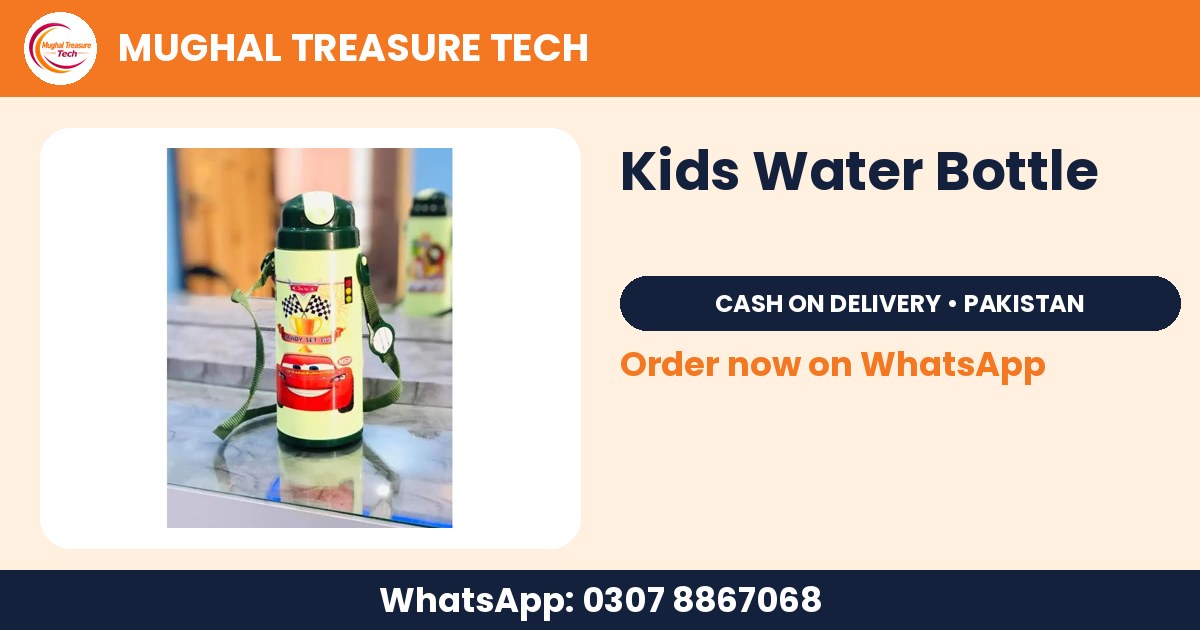 Mughal Treasure
Tech
MUGHAL TREASURE TECH
Kids Water Bottle
CASH ON DELIVERY • PAKISTAN
Order now on WhatsApp
WhatsApp: 0307 8867068